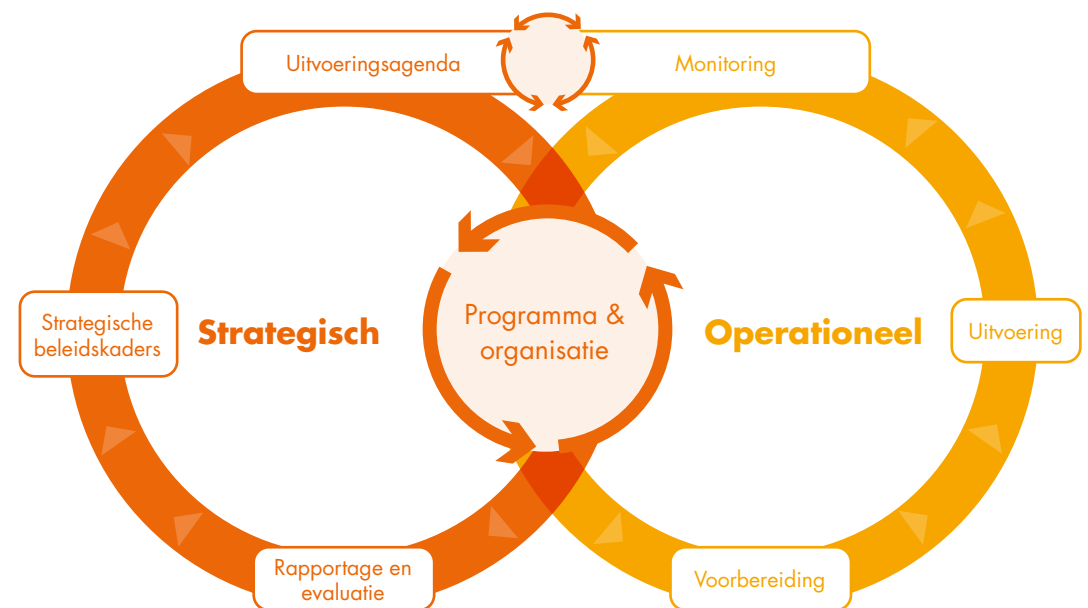 Uitvoeringsagenda
Monitoring
Strategische
beleidskaders
Strategisch
Programma &
organisatie
Operationeel
Uitvoering
Rapportage en
evaluatie
Voorbereiding